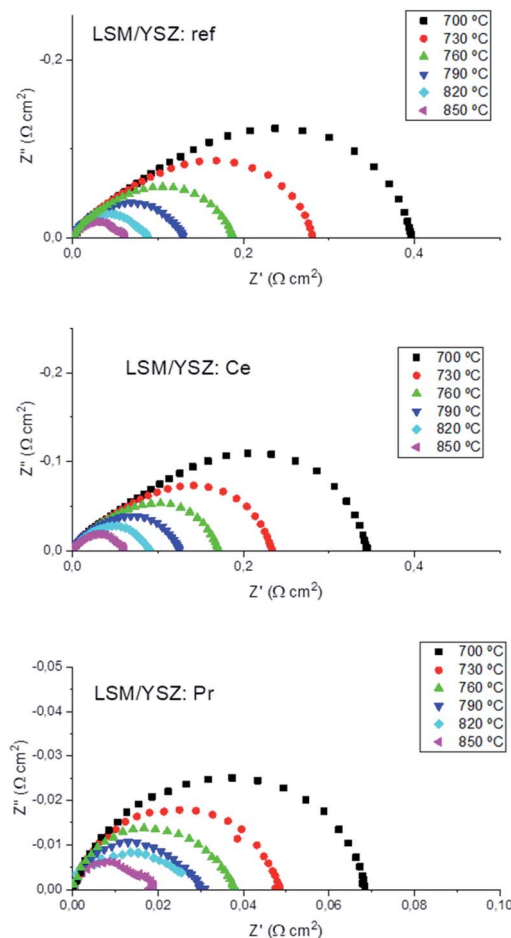 LSM/YSZ: ref
700 ºC
730 ºC
760 ºC
790 ºC
820 ºC
850 ºC
-0.2
-0.1
0.0
Z'' (Ω cm²)
0,0
0,2
0,4
Z' (Ω cm²)
LSM/YSZ: Ce
700 ºC
730 ºC
760 ºC
790 ºC
820 ºC
850 ºC
-0,2
-0,1
0,0
Z'' (Ω cm²)
0,0
0,2
0,4
Z' (Ω cm²)
LSM/YSZ: Pr
700 ºC
730 ºC
760 ºC
790 ºC
820 ºC
850 ºC
-0,05
-0,04
-0,03
-0,02
-0,01
0,00
Z'' (Ω cm²)
0,00
0,02
0,04
0,06
0,08
0,10
Z' (Ω cm²)